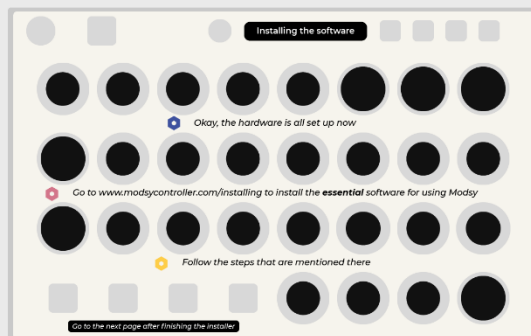 Installing the software
Okay, the hardware is all set up now
Go to www.modsycontroller.com/installing to install the essential software for using Modsy
Follow the steps that are mentioned there
Go to the next page after finishing the installer